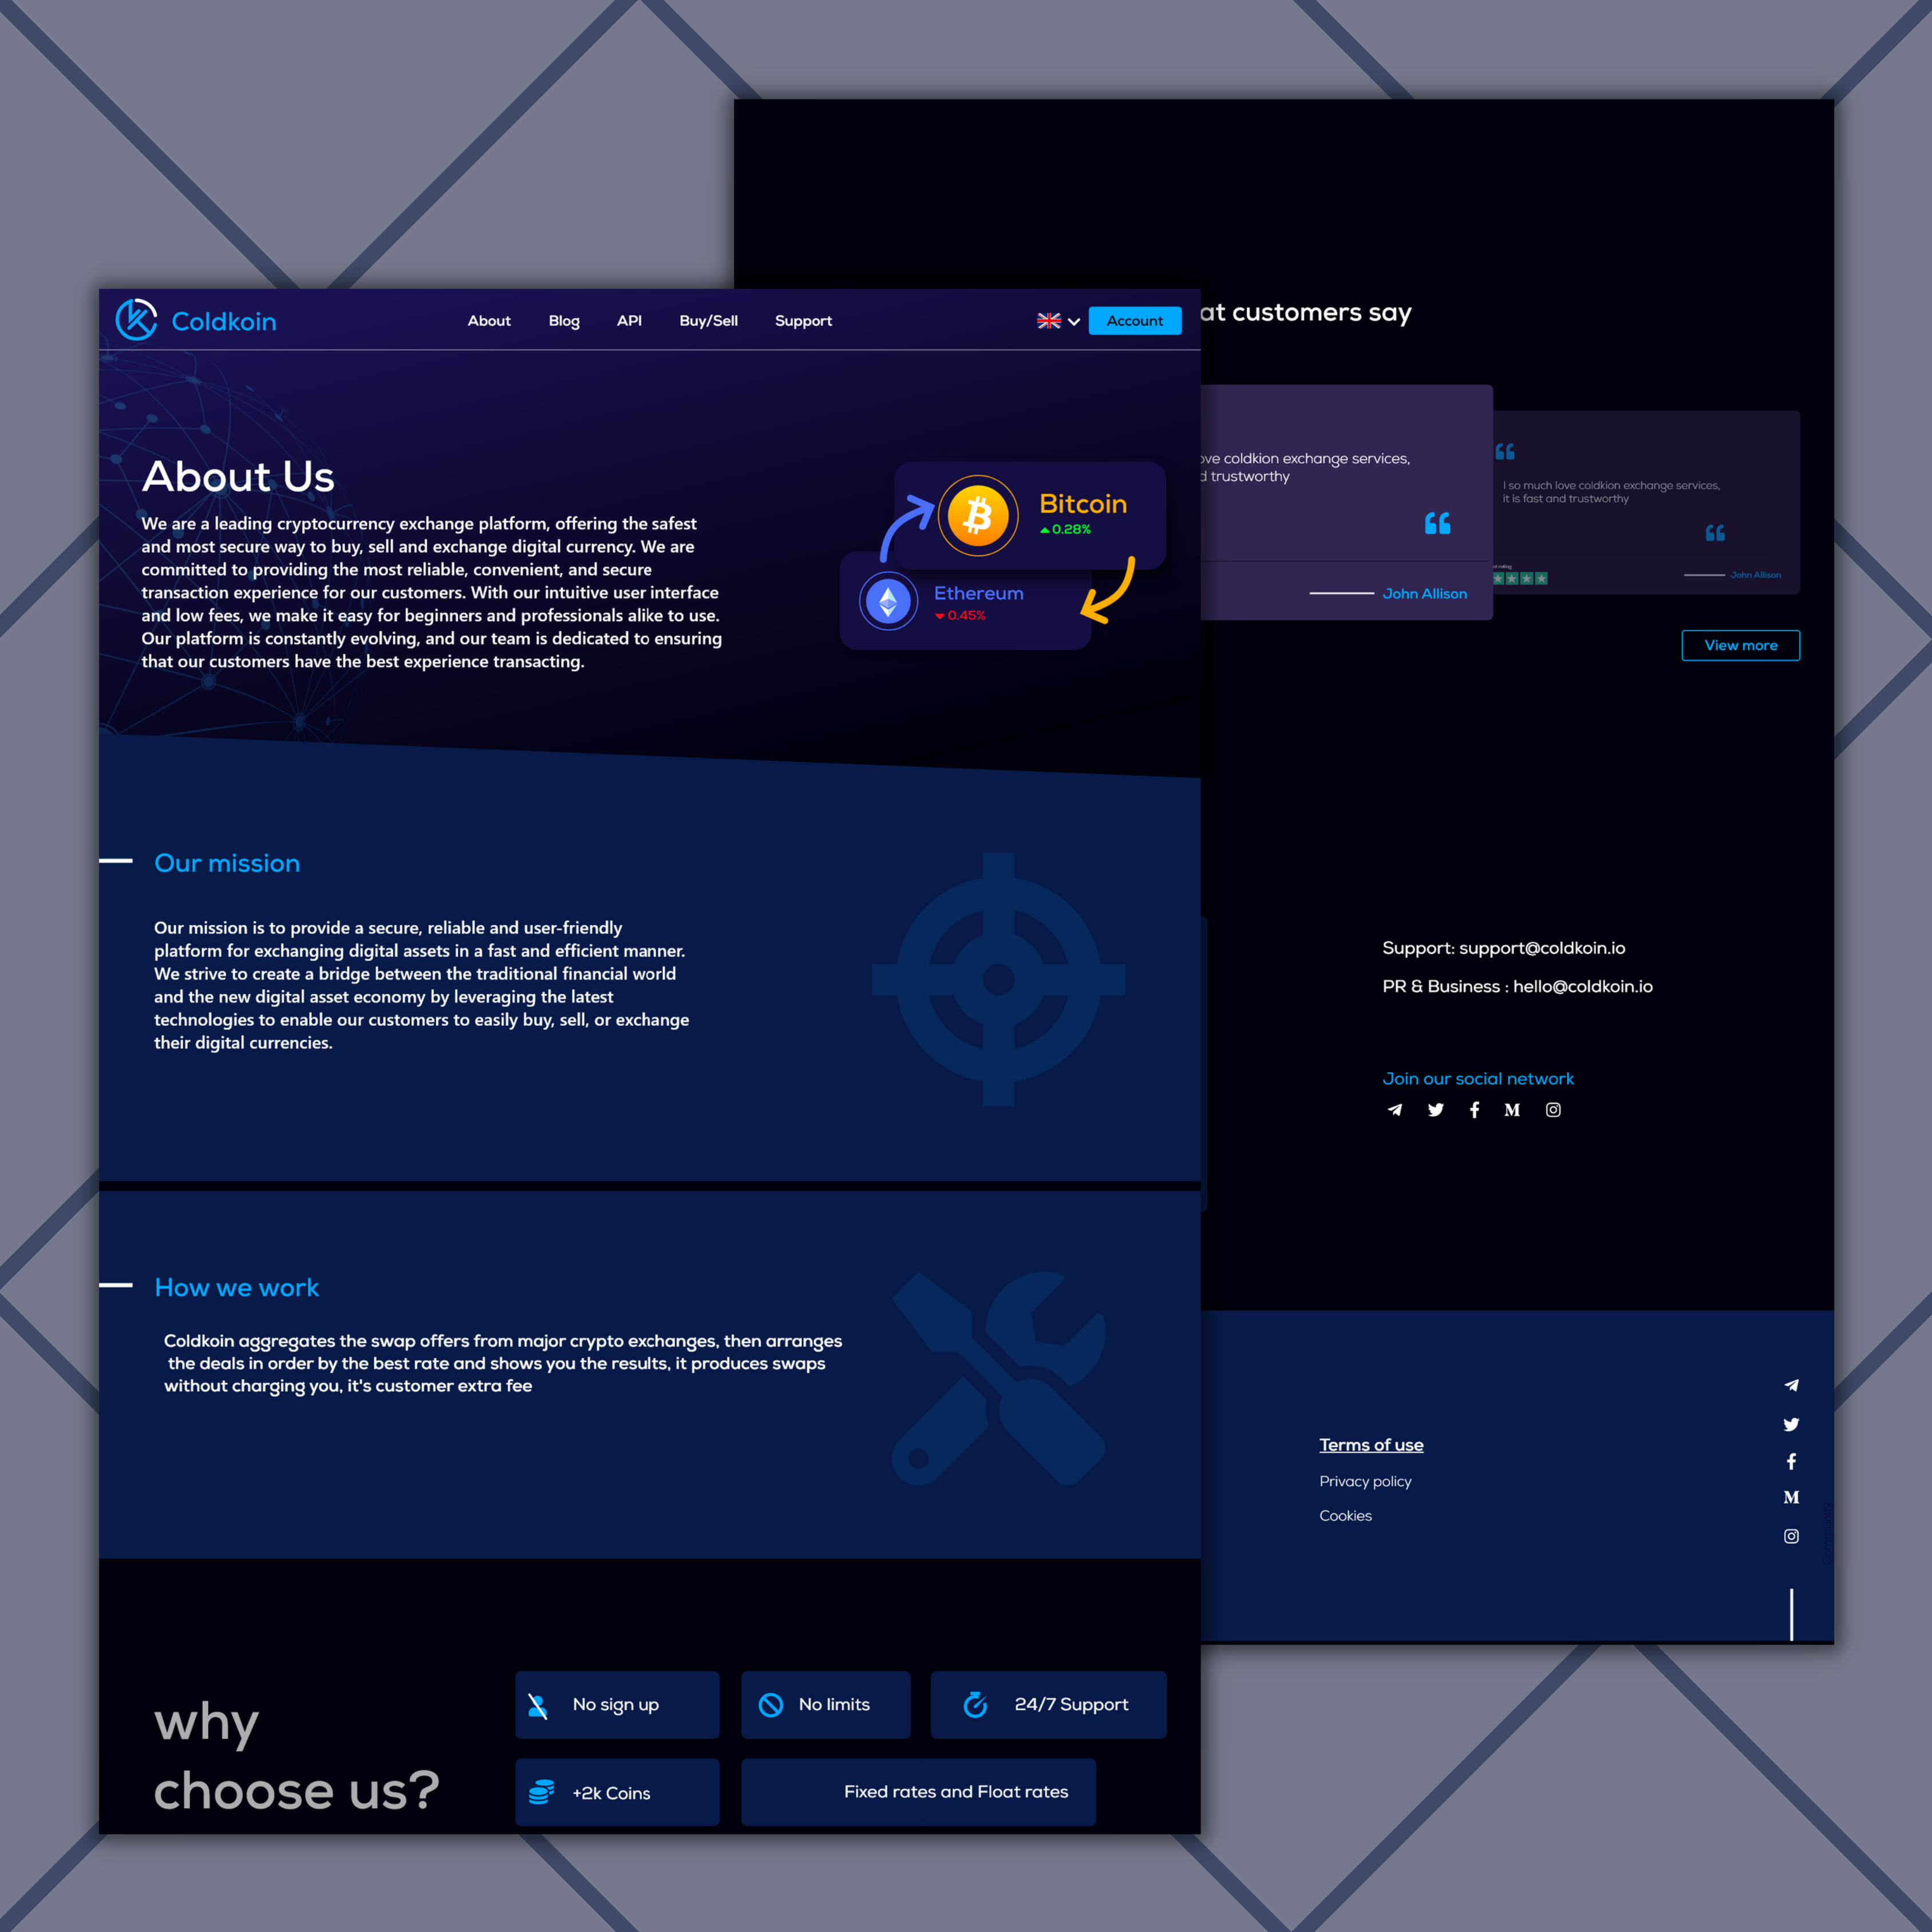 Coldkoin
About
Blog
API
Buy/Sell
Support
Account
About Us
We are a leading cryptocurrency exchange platform, offering the safest
and most secure way to buy, sell and exchange digital currency. We are
committed to providing the most reliable, convenient, and secure
transaction experience for our customers. With our intuitive user interface
and low fees, we make it easy for beginners and professionals alike to use.
Our platform is constantly evolving, and our team is dedicated to ensuring
that our customers have the best experience transacting.
Bitcoin
0.28%
Ethereum
0.45%
Our mission
Our mission is to provide a secure, reliable and user-friendly
platform for exchanging digital assets in a fast and efficient manner.
We strive to create a bridge between the traditional financial world
and the new digital asset economy by leveraging the latest
technologies to enable our customers to easily buy, sell, or exchange
their digital currencies.
How we work
Coldkoin aggregates the swap offers from major crypto exchanges, then arranges
the deals in order by the best rate and shows you the results, it produces swaps
without charging you, it's customer extra fee
why
choose us?
No sign up
No limits
24/7 Support
+2k Coins
Fixed rates and Float rates
at customers say
ove coldkion exchange services,
d trustworthy
John Allison
I so much love coldkion exchange services,
it is fast and trustworthy
John Allison
View more
Support: support@coldkoin.io
PR & Business : hello@coldkoin.io
Join our social network
Terms of use
Privacy policy
Cookies